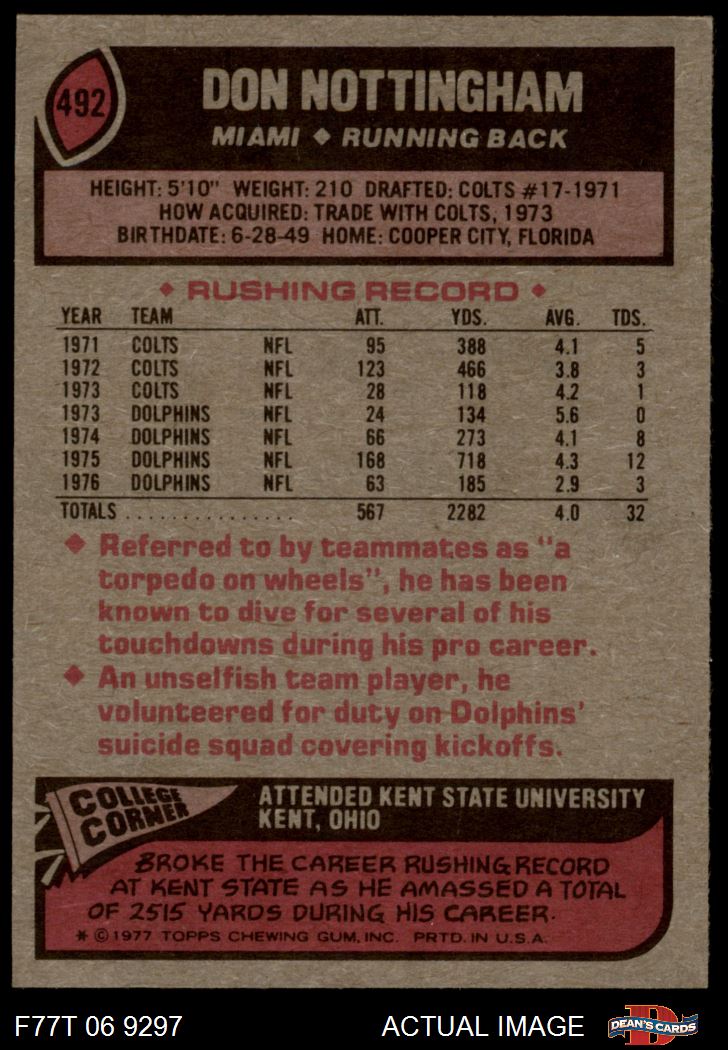 492
DON NOTTINGHAM
MIAMI ◆ RUNNING BACK
HEIGHT: 5'10" WEIGHT: 210 DRAFTED: COLTS #17-1971
HOW ACQUIRED: TRADE WITH COLTS, 1973
BIRTHDATE: 6-28-49 HOME: COOPER CITY, FLORIDA
◆ RUSHING RECORD ◆
YEAR TEAM ATT. YDS. AVG. TDS.
1971 COLTS NFL 95 388 4.1 5
1972 COLTS NFL 123 466 3.8 3
1973 COLTS NFL 28 118 4.2 1
1973 DOLPHINS NFL 24 134 5.6 0
1974 DOLPHINS NFL 66 273 4.1 8
1975 DOLPHINS NFL 168 718 4.3 12
1976 DOLPHINS NFL 63 185 2.9 3
TOTALS . . . . . . . . . . . . . . . 567 2282 4.0 32
◆ Referred to by teammates as "a
torpedo on wheels", he has been
known to dive for several of his
touchdowns during his pro career.
◆ An unselfish team player, he
volunteered for duty on Dolphins'
suicide squad covering kickoffs.
COLLEGE
CORNER
ATTENDED KENT STATE UNIVERSITY
KENT, OHIO
BROKE THE CAREER RUSHING RECORD
AT KENT STATE AS HE AMASSED A TOTAL
OF 2515 YARDS DURING HIS CAREER.
* © 1977 TOPPS CHEWING GUM, INC. PRTD. IN U.S.A.
F77T 06 9297 ACTUAL IMAGE
D
DEAN'S CARDS